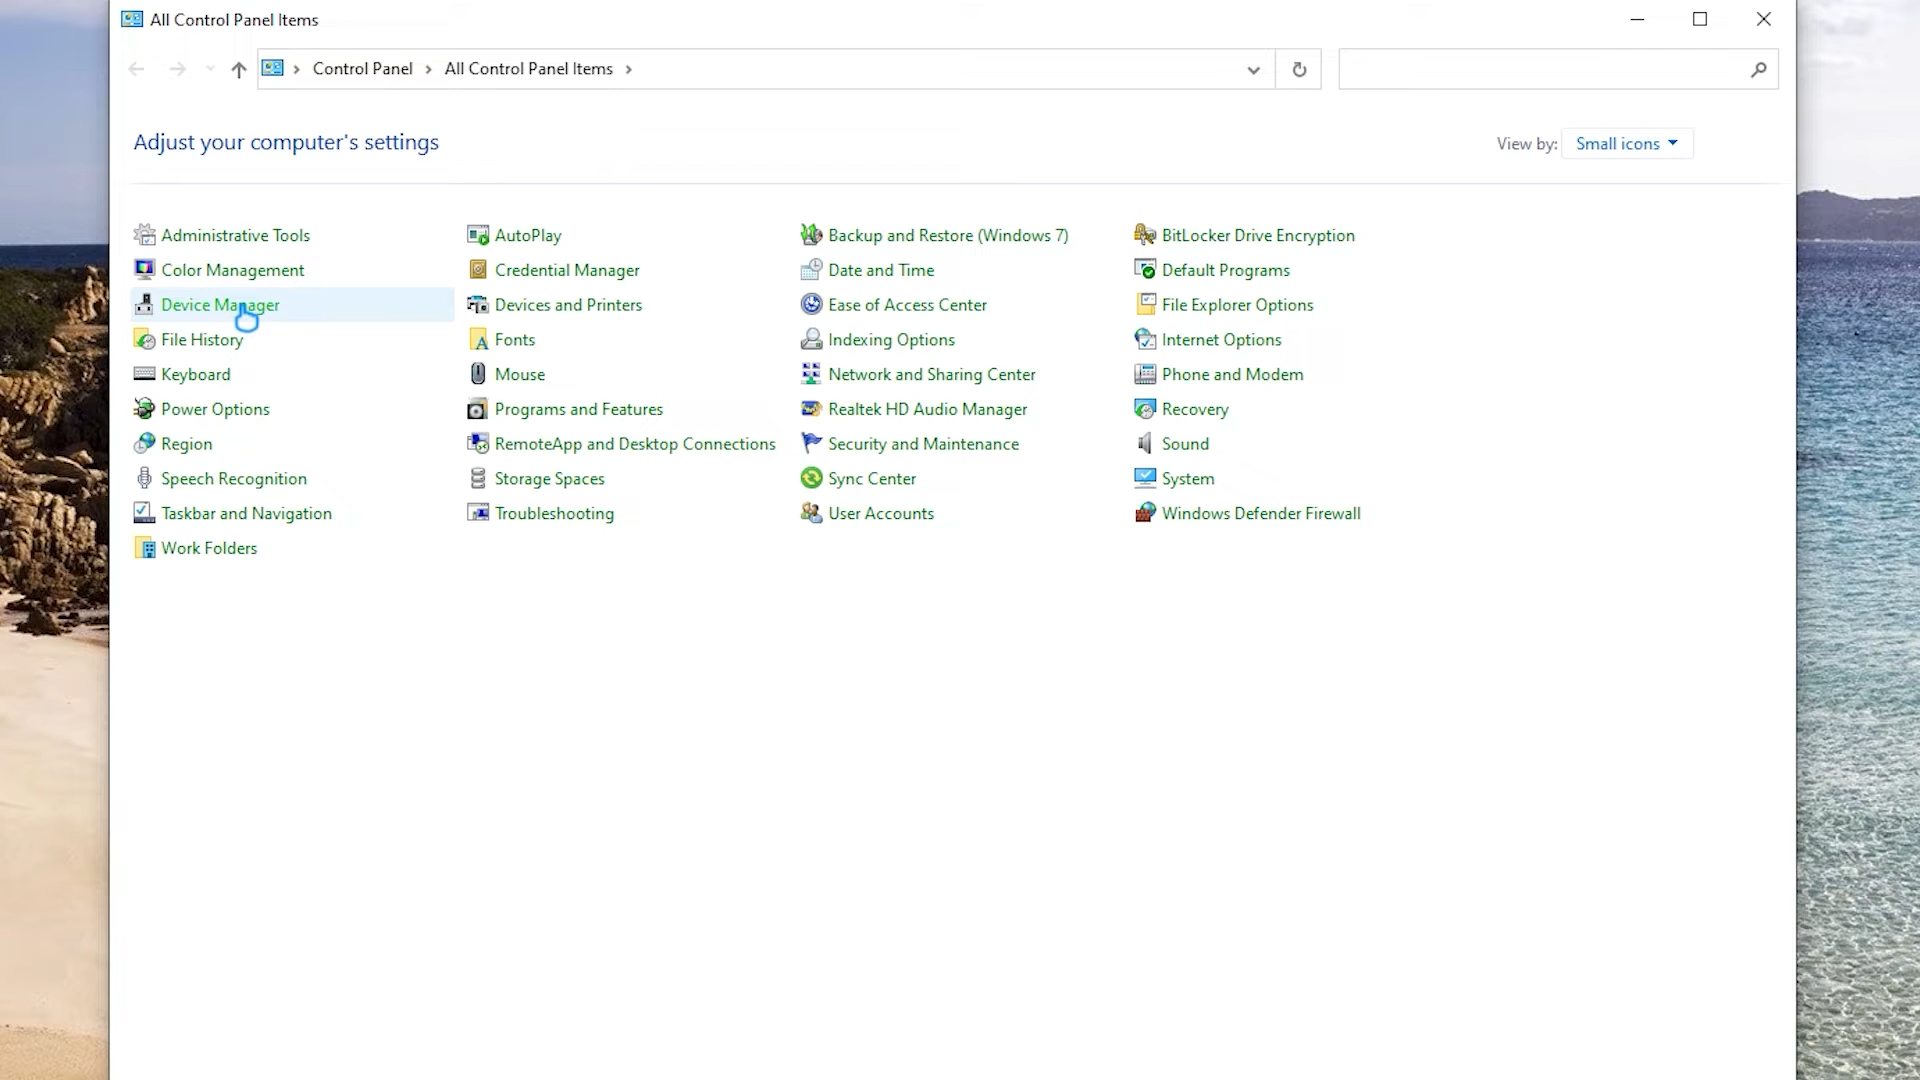 All Control Panel Items
Control Panel > All Control Panel Items >
Adjust your computer's settings
View by: Small icons
Administrative Tools AutoPlay Backup and Restore (Windows 7) BitLocker Drive Encryption
Color Management Credential Manager Date and Time Default Programs
Device Manager Devices and Printers Ease of Access Center File Explorer Options
File History Fonts Indexing Options Internet Options
Keyboard Mouse Network and Sharing Center Phone and Modem
Power Options Programs and Features Realtek HD Audio Manager Recovery
Region RemoteApp and Desktop Connections Security and Maintenance Sound
Speech Recognition Storage Spaces Sync Center System
Taskbar and Navigation Troubleshooting User Accounts Windows Defender Firewall
Work Folders